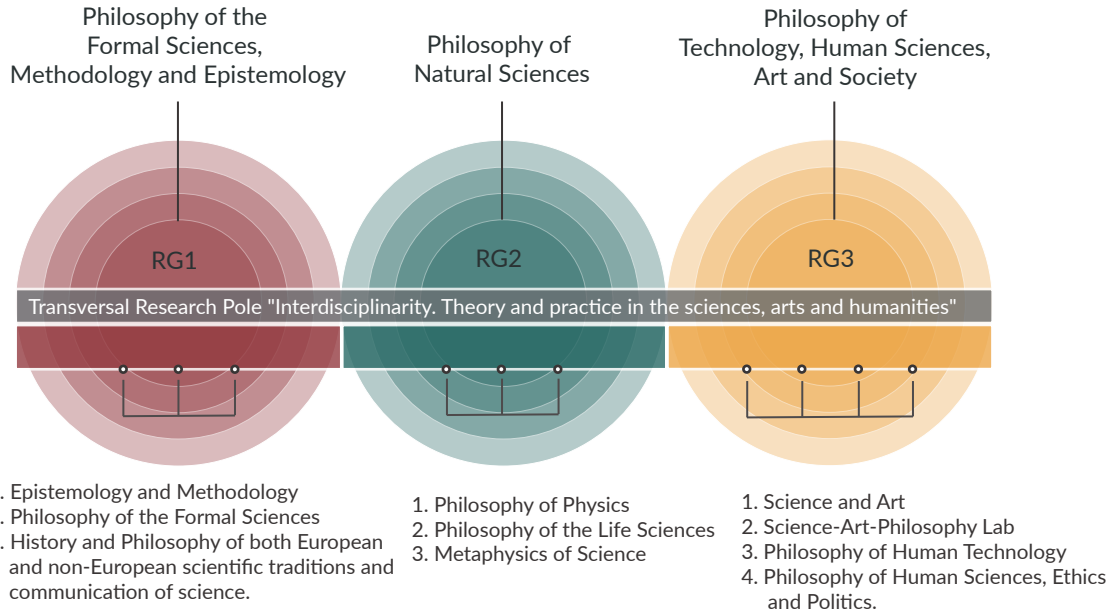 Philosophy of the
Formal Sciences,
Methodology and Epistemology
Philosophy of
Natural Sciences
Philosophy of
Technology, Human Sciences,
Art and Society
RG1
RG2
RG3
Transversal Research Pole "Interdisciplinarity. Theory and practice in the sciences, arts and humanities"
. Epistemology and Methodology
. Philosophy of the Formal Sciences
. History and Philosophy of both European
and non-European scientific traditions and
communication of science.
1. Philosophy of Physics
2. Philosophy of the Life Sciences
3. Metaphysics of Science
1. Science and Art
2. Science-Art-Philosophy Lab
3. Philosophy of Human Technology
4. Philosophy of Human Sciences, Ethics
and Politics.